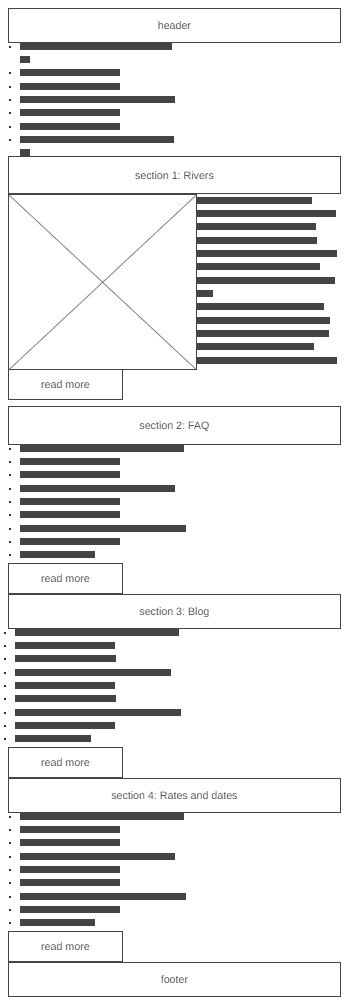 header
section 1: Rivers
read more
section 2: FAQ
read more
section 3: Blog
read more
section 4: Rates and dates
read more
footer